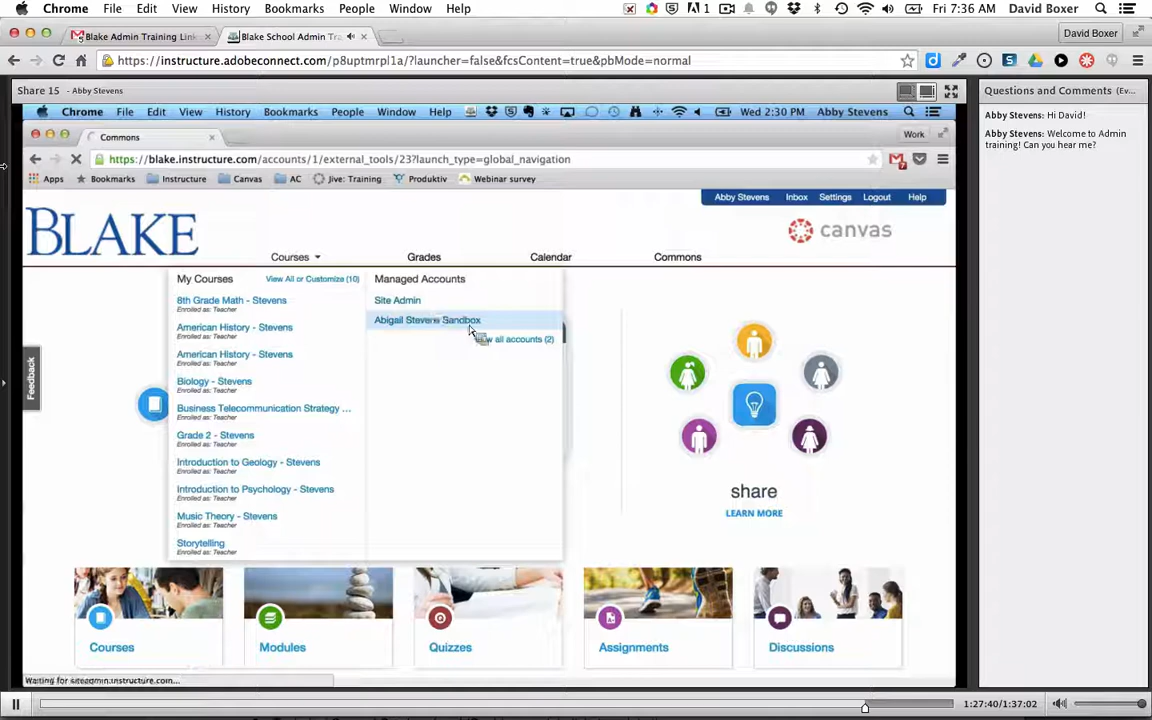 Chrome File Edit View History Bookmarks People Window Help 1 Fri 7:36 AM David Boxer
Blake Admin Training Link
Blake School Admin Tra
David Boxer
https://instructure.adobeconnect.com/p8uptmrpl1a/?launcher=false&fcsContent=true&pbMode=normal
Share 15 - Abby Stevens
Questions and Comments (Ev...
Abby Stevens: Hi David!
Abby Stevens: Welcome to Admin
training! Can you hear me?
Chrome File Edit View History Bookmarks People Window Help Wed 2:30 PM Abby Stevens
Commons
Work
https://blake.instructure.com/accounts/1/external_tools/23?launch_type=global_navigation
7
Apps Bookmarks Instructure Canvas AC Jive: Training Produktiv Webinar survey
Abby Stevens Inbox Settings Logout Help
BLAKE
canvas
Courses Grades Calendar Commons
My Courses View All or Customize (10)
8th Grade Math - Stevens
Enrolled as: Teacher
American History - Stevens
Enrolled as: Teacher
American History - Stevens
Enrolled as: Teacher
Biology - Stevens
Enrolled as: Teacher
Business Telecommunication Strategy ...
Enrolled as: Teacher
Grade 2 - Stevens
Enrolled as: Teacher
Introduction to Geology - Stevens
Enrolled as: Teacher
Introduction to Psychology - Stevens
Enrolled as: Teacher
Music Theory - Stevens
Enrolled as: Teacher
Storytelling
Enrolled as: Teacher
Managed Accounts
Site Admin
Abigail Stevens Sandbox
all accounts (2)
Feedback
share
LEARN MORE
Courses Modules Quizzes Assignments Discussions
Waiting for siteadmin.instructure.com...
1:27:40/1:37:02